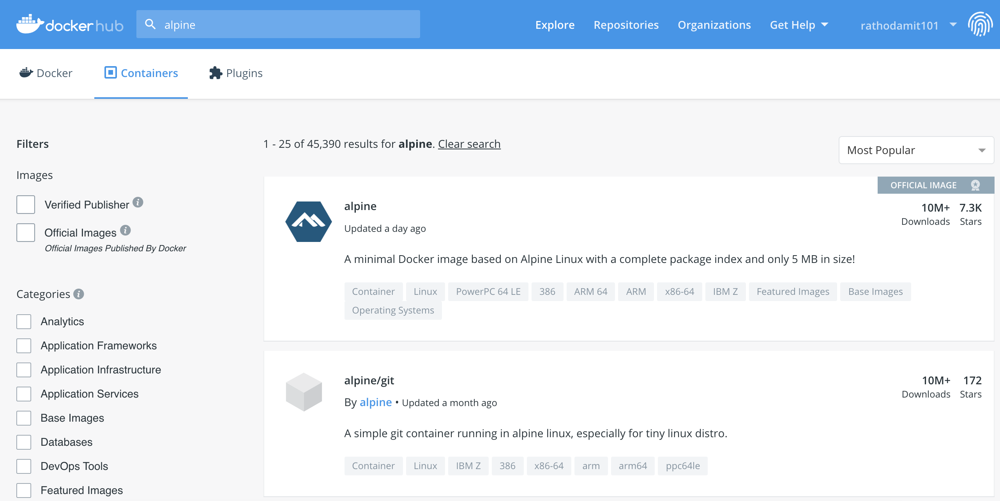 docker hub
alpine
Explore
Repositories
Organizations
Get Help
rathodamit101
Docker
Containers
Plugins
Filters
Images
Verified Publisher
Official Images
Official Images Published By Docker
Categories
Analytics
Application Frameworks
Application Infrastructure
Application Services
Base Images
Databases
DevOps Tools
Featured Images
1 - 25 of 45,390 results for alpine. Clear search
Most Popular
OFFICIAL IMAGE
alpine
10M+ 7.3K
Downloads Stars
Updated a day ago
A minimal Docker image based on Alpine Linux with a complete package index and only 5 MB in size!
Container Linux PowerPC 64 LE 386 ARM 64 ARM x86-64 IBM Z Featured Images Base Images
Operating Systems
alpine/git
10M+ 172
Downloads Stars
By alpine • Updated a month ago
A simple git container running in alpine linux, especially for tiny linux distro.
Container Linux IBM Z 386 x86-64 arm arm64 ppc64le